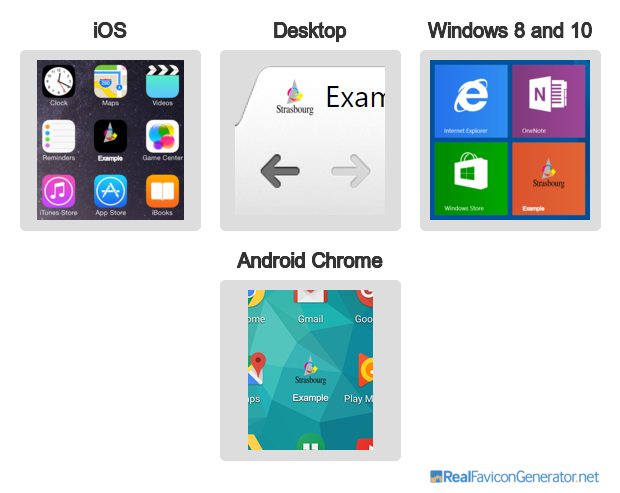 iOS
Desktop
Windows 8 and 10
Clock
Maps
Videos
Reminders
Example
Game Center
iTunes Store
App Store
iBooks
Strasbourg
Exam
Internet Explorer
OneNote
N
Windows Store
Strasbourg
Example
Android Chrome
ome
Gmail
Goo
aps
Strasbourg
Example
Play M
RealFaviconGenerator.net